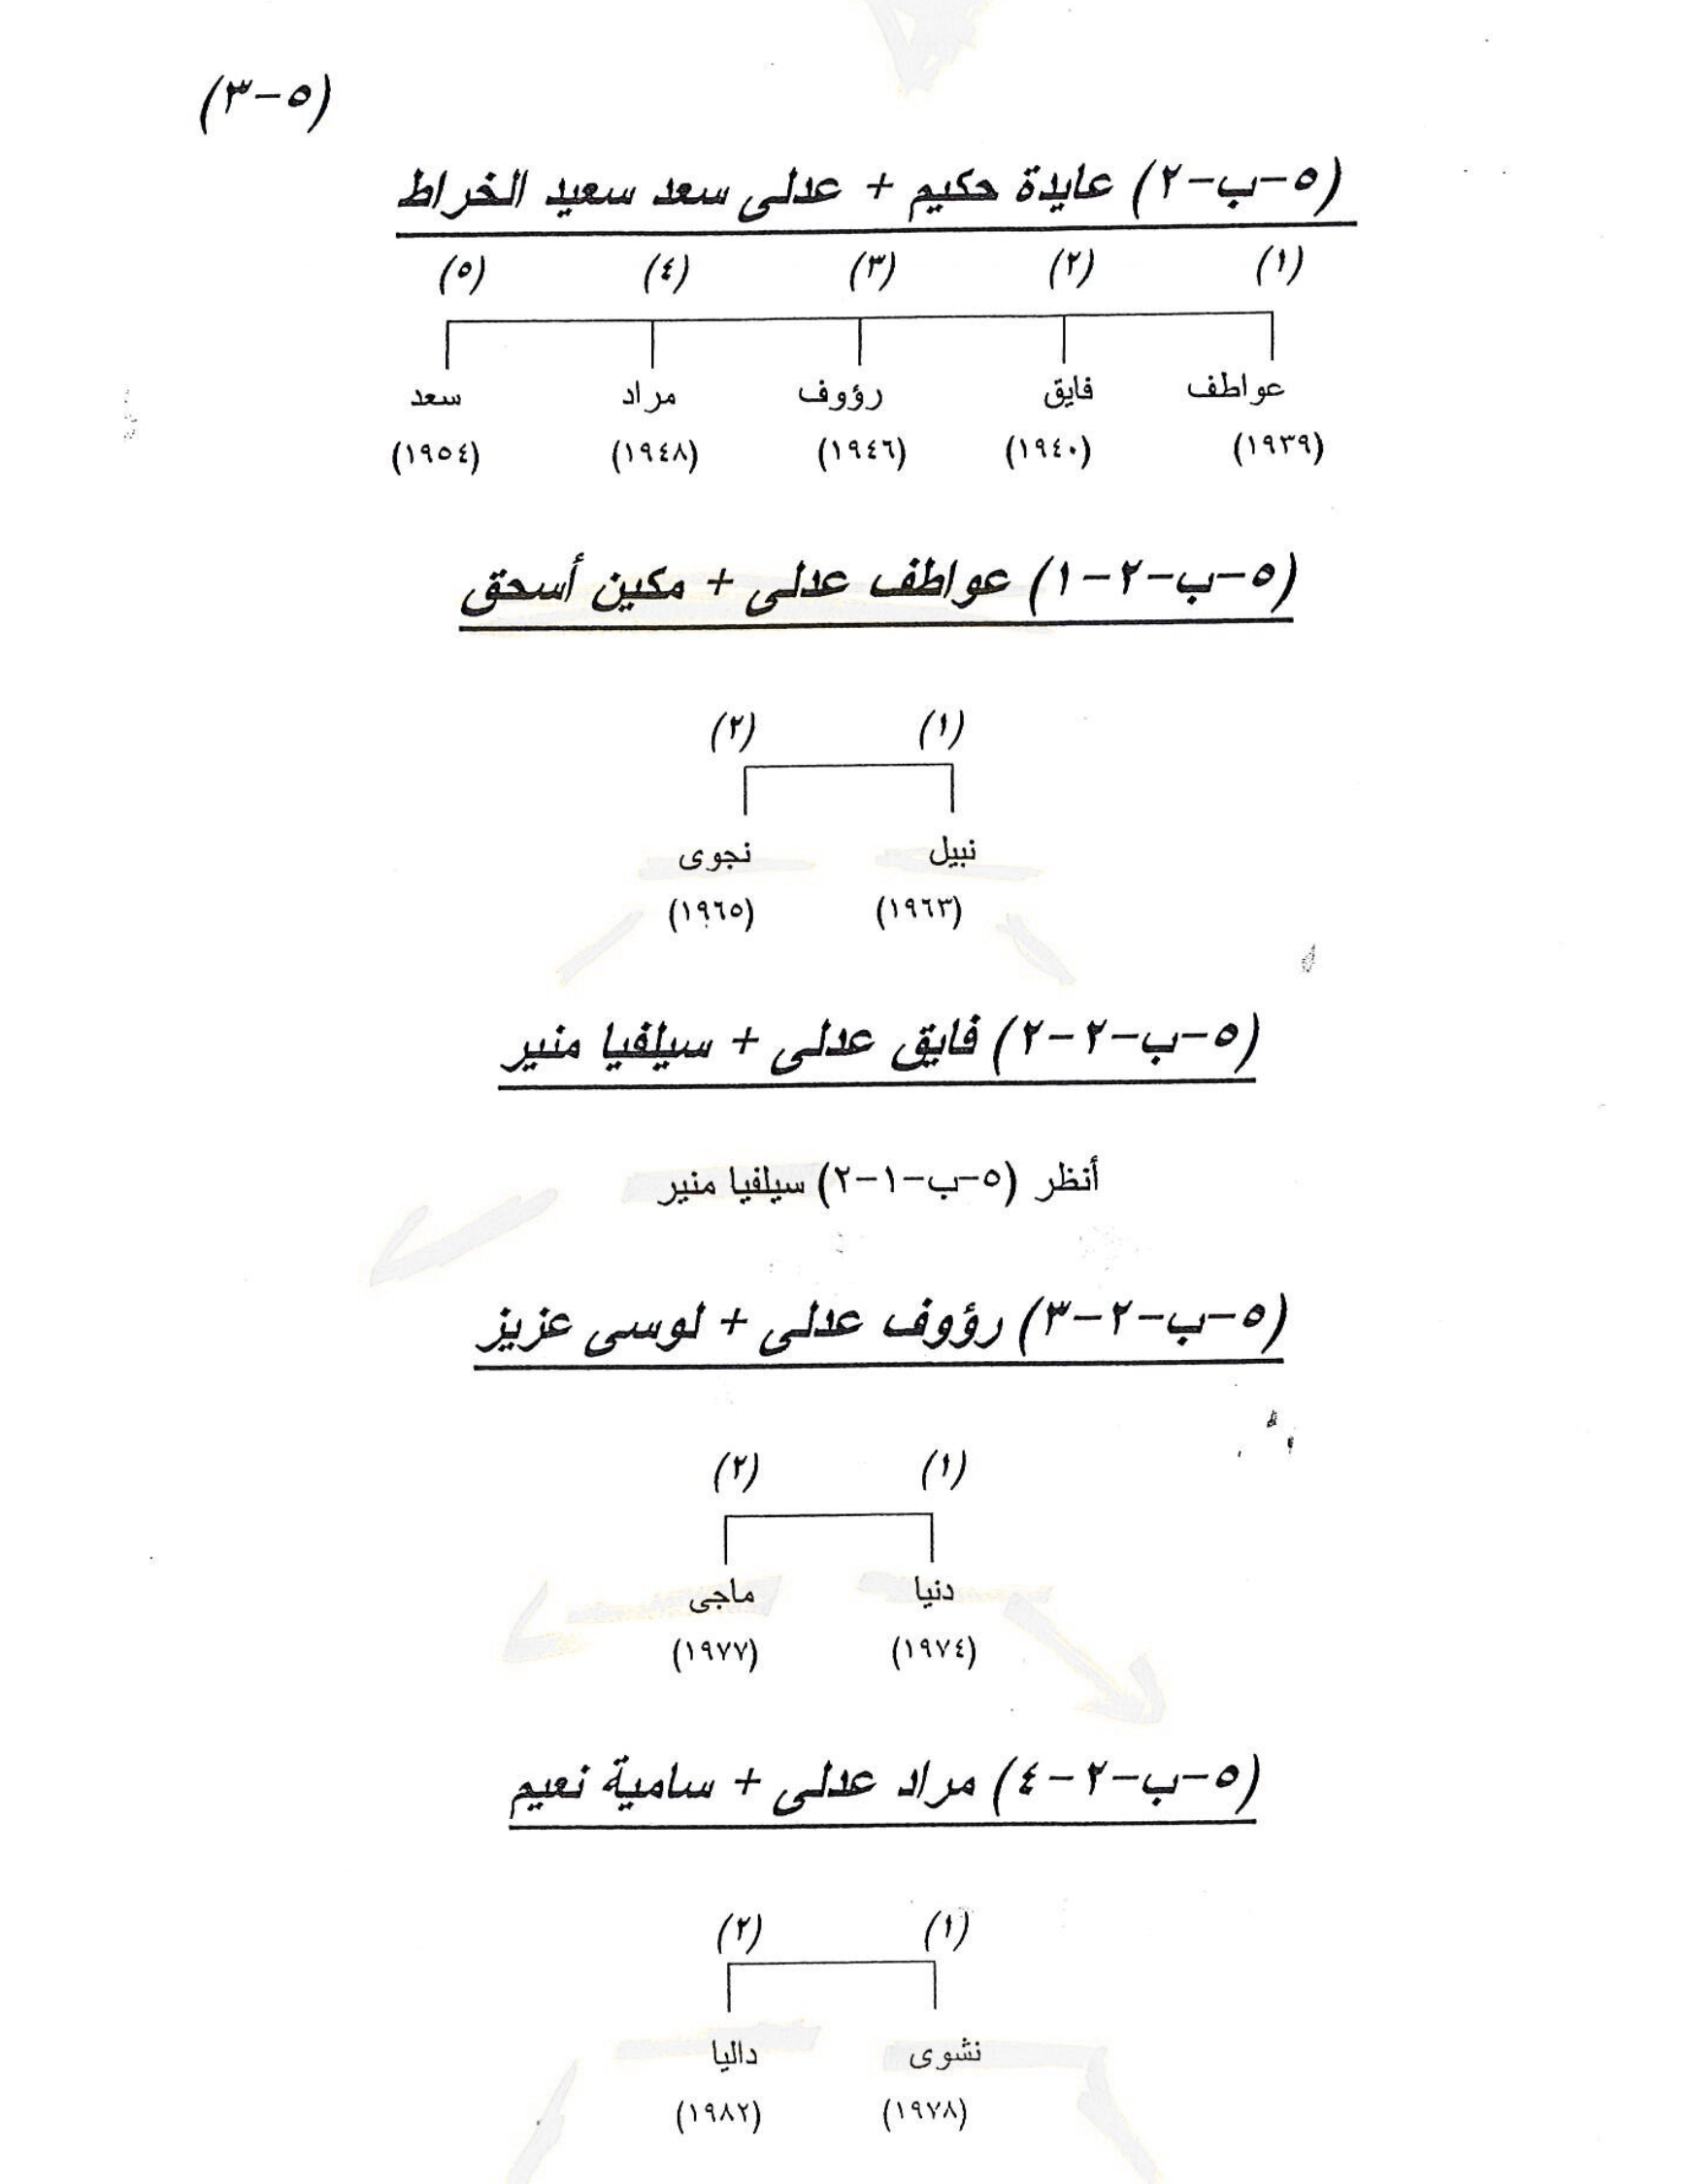 (٥-٣)
(٥-ب-٢) عايدة حكيم + عدلى سعد سعيد الخراط
(١) (٢) (٣) (٤) (٥)
عواطف فايق رؤوف مراد سعد
(١٩٣٩) (١٩٤٠) (١٩٤٦) (١٩٤٨) (١٩٥٤)
(٥-ب-٢-١) عواطف عدلى + مكين أسحق
(١) (٢)
نبيل نجوى
(١٩٦٣) (١٩٦٥)
(٥-ب-٢-٢) فايق عدلى + سيلفيا منير
أنظر (٥-ب-١-٢) سيلفيا منير
(٥-ب-٢-٣) رؤوف عدلى + لوسى عزيز
(١) (٢)
دنيا ماجى
(١٩٧٤) (١٩٧٧)
(٥-ب-٢-٤) مراد عدلى + سامية نعيم
(١) (٢)
نشوى داليا
(١٩٧٨) (١٩٨٢)